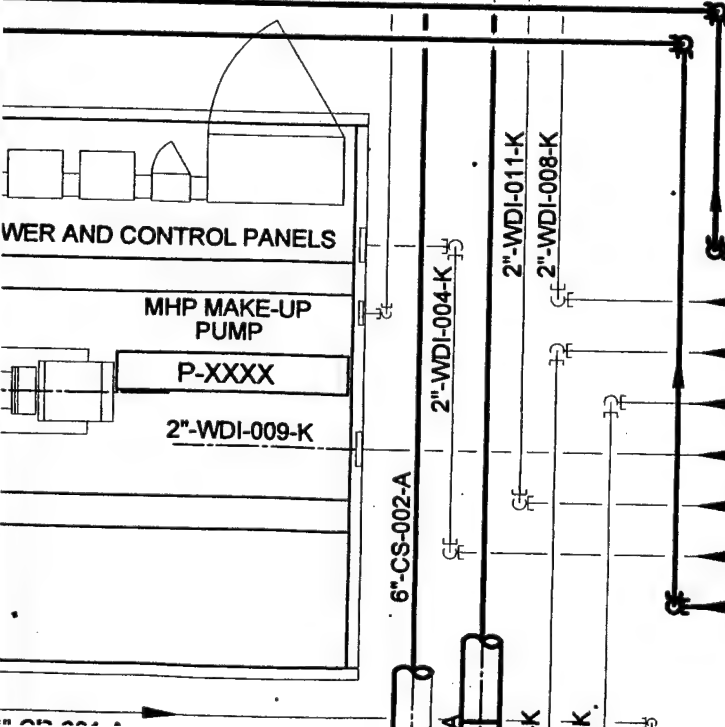 WER AND CONTROL PANELS
MHP MAKE-UP
PUMP
P-XXXX
2"-WDI-009-K
2"-WDI-004-K
2"-WDI-011-K
2"-WDI-008-K
6"-CS-002-A
A
K
K